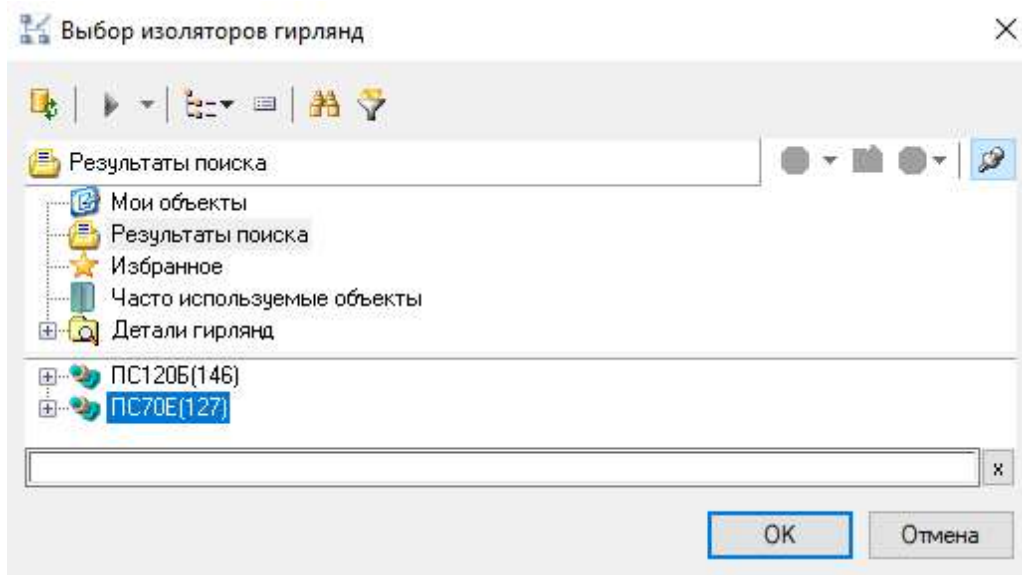 Выбор изоляторов гирлянд
Результаты поиска
Мои объекты
Результаты поиска
Избранное
Часто используемые объекты
Детали гирлянд
ПС120Б(146)
ПС70Е(127)
x
OK
Отмена